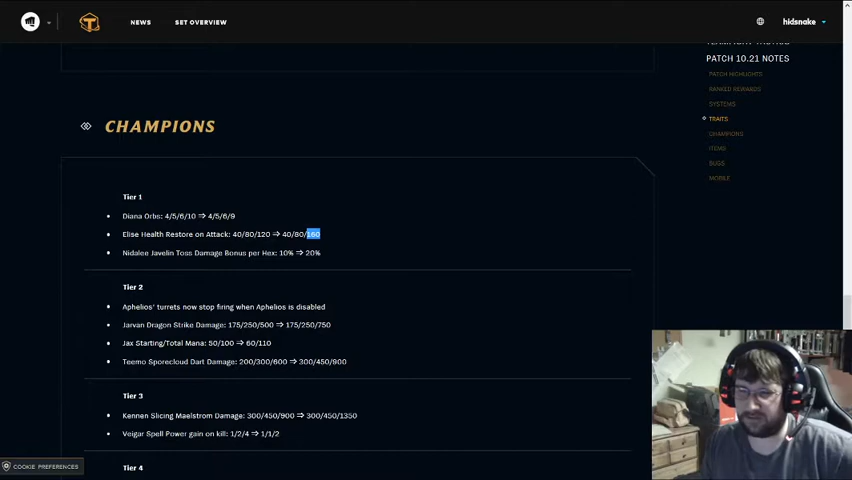 NEWS
SET OVERVIEW
hidsnake
PATCH 10.21 NOTES
PATCH HIGHLIGHTS
RANKED REWARDS
SYSTEMS
TRAITS
CHAMPIONS
ITEMS
BUGS
MOBILE
CHAMPIONS
Tier 1
Diana Orbs: 4/5/6/10 ⇒ 4/5/6/9
Elise Health Restore on Attack: 40/80/120 ⇒ 40/80/160
Nidalee Javelin Toss Damage Bonus per Hex: 10% ⇒ 20%
Tier 2
Aphelios' turrets now stop firing when Aphelios is disabled
Jarvan Dragon Strike Damage: 175/250/500 ⇒ 175/250/750
Jax Starting/Total Mana: 50/100 ⇒ 60/110
Teemo Sporecloud Dart Damage: 200/300/600 ⇒ 300/450/900
Tier 3
Kennen Slicing Maelstrom Damage: 300/450/900 ⇒ 300/450/1350
Veigar Spell Power gain on kill: 1/2/4 ⇒ 1/1/2
Tier 4
COOKIE PREFERENCES